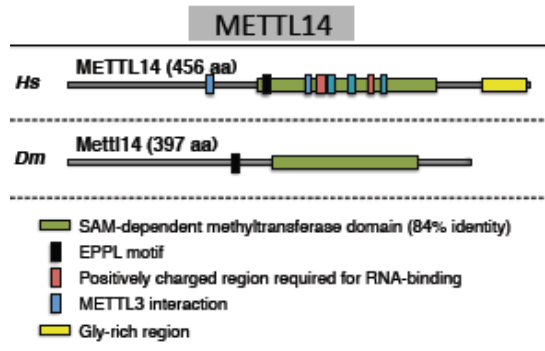 METTL14
METTL14 (456 aa)
Hs
Mettl14 (397 aa)
Dm
SAM-dependent methyltransferase domain (84% identity)
EPPL motif
Positively charged region required for RNA-binding
METTL3 interaction
Gly-rich region